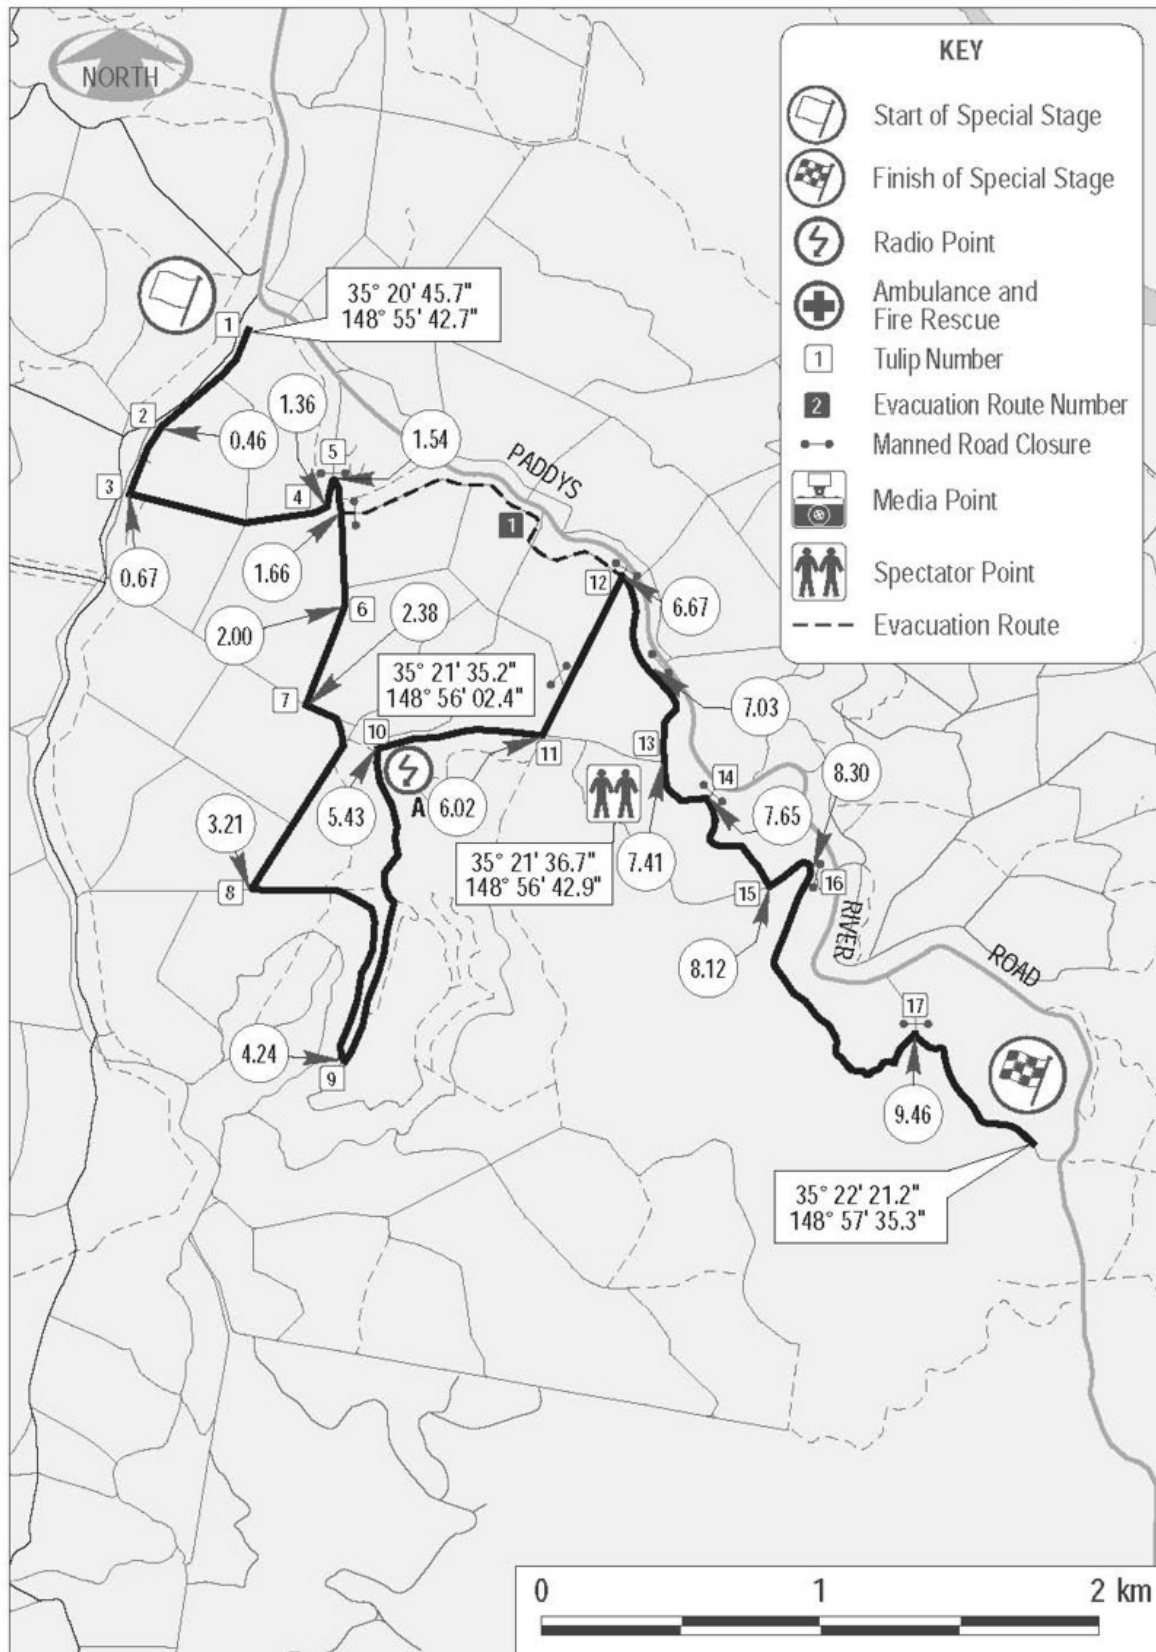 NORTH
KEY
Start of Special Stage
Finish of Special Stage
Radio Point
Ambulance and
Fire Rescue
1 Tulip Number
2 Evacuation Route Number
Manned Road Closure
Media Point
Spectator Point
Evacuation Route
1
35° 20' 45.7"
148° 55' 42.7"
2
0.46
1.36
1.54
5
3
4
PADDYS
1
0.67
1.66
12
6.67
2.00
6
2.38
35° 21' 35.2"
148° 56' 02.4"
7
7.03
10
11
13
14
8.30
A
5.43
6.02
7.65
3.21
35° 21' 36.7"
148° 56' 42.9"
7.41
8
15
16
RIVER
ROAD
8.12
17
4.24
9
9.46
35° 22' 21.2"
148° 57' 35.3"
0 1 2 km